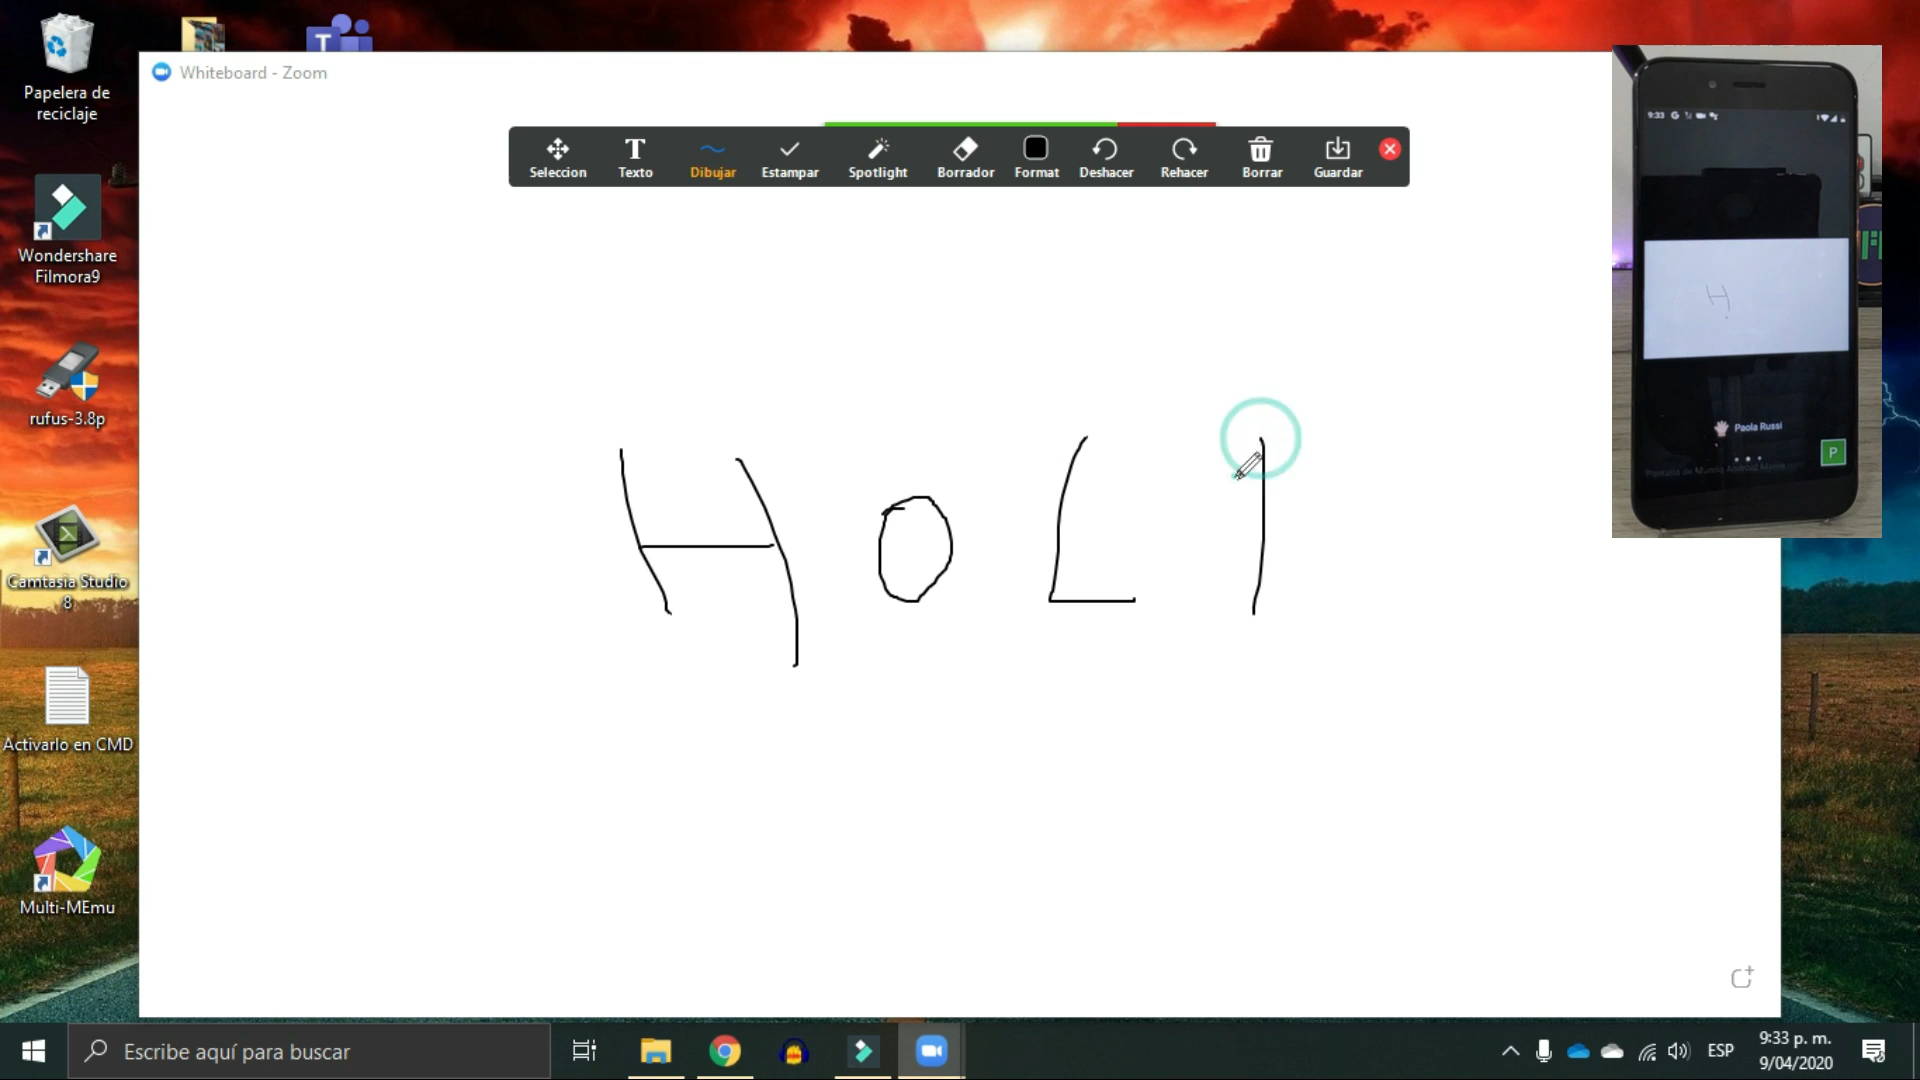 Papelera de
reciclaje
T
Whiteboard - Zoom
Seleccion
Texto
Dibujar
Estampar
Spotlight
Borrador
Format
Deshacer
Rehacer
Borrar
Guardar
Wondershare
Filmora9
rufus-3.8p
Camtasia Studio
8
Activarlo en CMD
Multi-MEmu
HOLI
9:33
H
Paola Russi
P
Escribe aquí para buscar
ESP
9:33 p. m.
9/04/2020